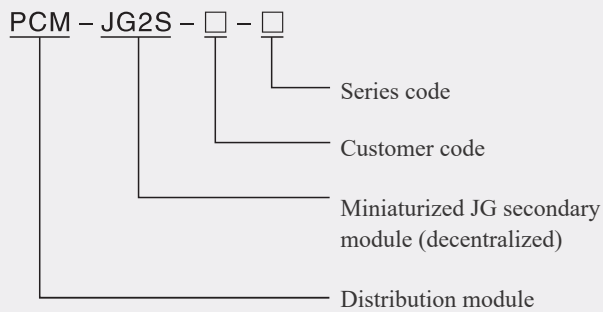 PCM – JG2S – □ – □
Series code
Customer code
Miniaturized JG secondary
module (decentralized)
Distribution module